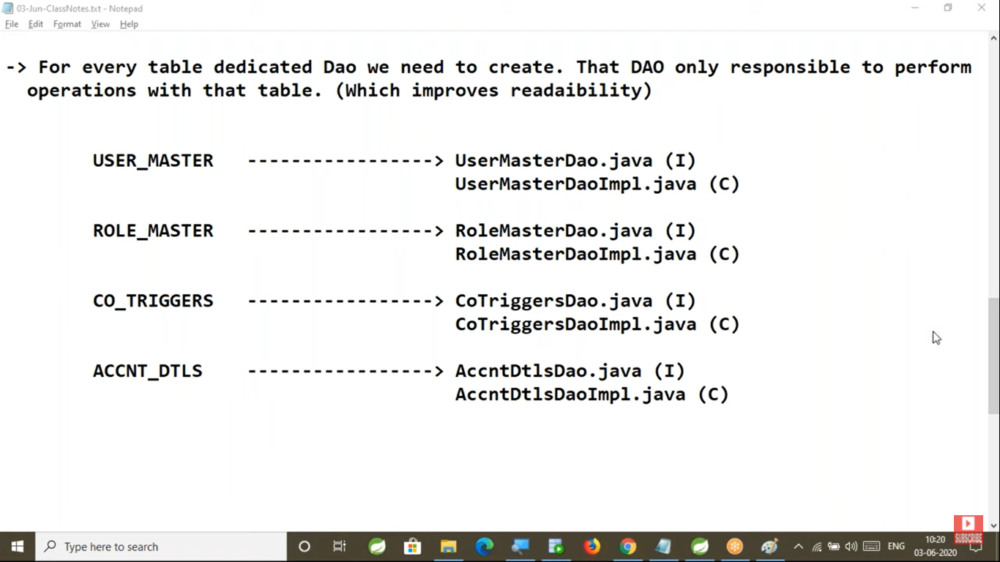 03-Jun-ClassNotes.txt - Notepad
File Edit Format View Help
-> For every table dedicated Dao we need to create. That DAO only responsible to perform
operations with that table. (Which improves readaibility)
USER_MASTER -----------------> UserMasterDao.java (I)
UserMasterDaoImpl.java (C)
ROLE_MASTER -----------------> RoleMasterDao.java (I)
RoleMasterDaoImpl.java (C)
CO_TRIGGERS -----------------> CoTriggersDao.java (I)
CoTriggersDaoImpl.java (C)
ACCNT_DTLS -----------------> AccntDtlsDao.java (I)
AccntDtlsDaoImpl.java (C)
SUBSCRIBE
Type here to search
ENG
10:20
03-06-2020